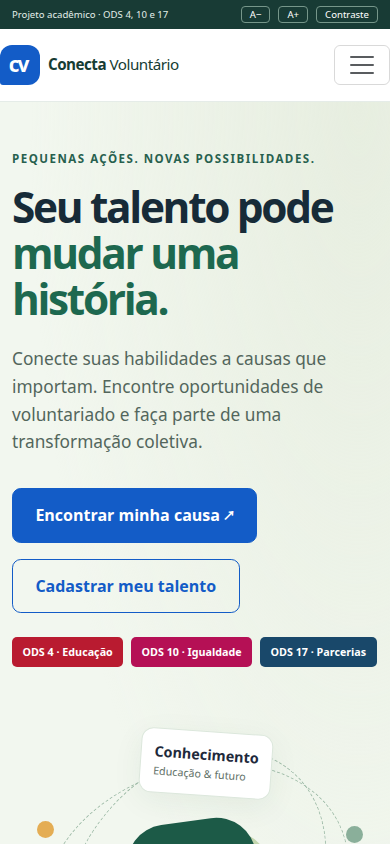 Projeto acadêmico · ODS 4, 10 e 17
A−
A+
Contraste
cv
Conecta Voluntário
PEQUENAS AÇÕES. NOVAS POSSIBILIDADES.
Seu talento pode
mudar uma
história.
Conecte suas habilidades a causas que
importam. Encontre oportunidades de
voluntariado e faça parte de uma
transformação coletiva.
Encontrar minha causa ↗
Cadastrar meu talento
ODS 4 · Educação
ODS 10 · Igualdade
ODS 17 · Parcerias
Conhecimento
Educação & futuro